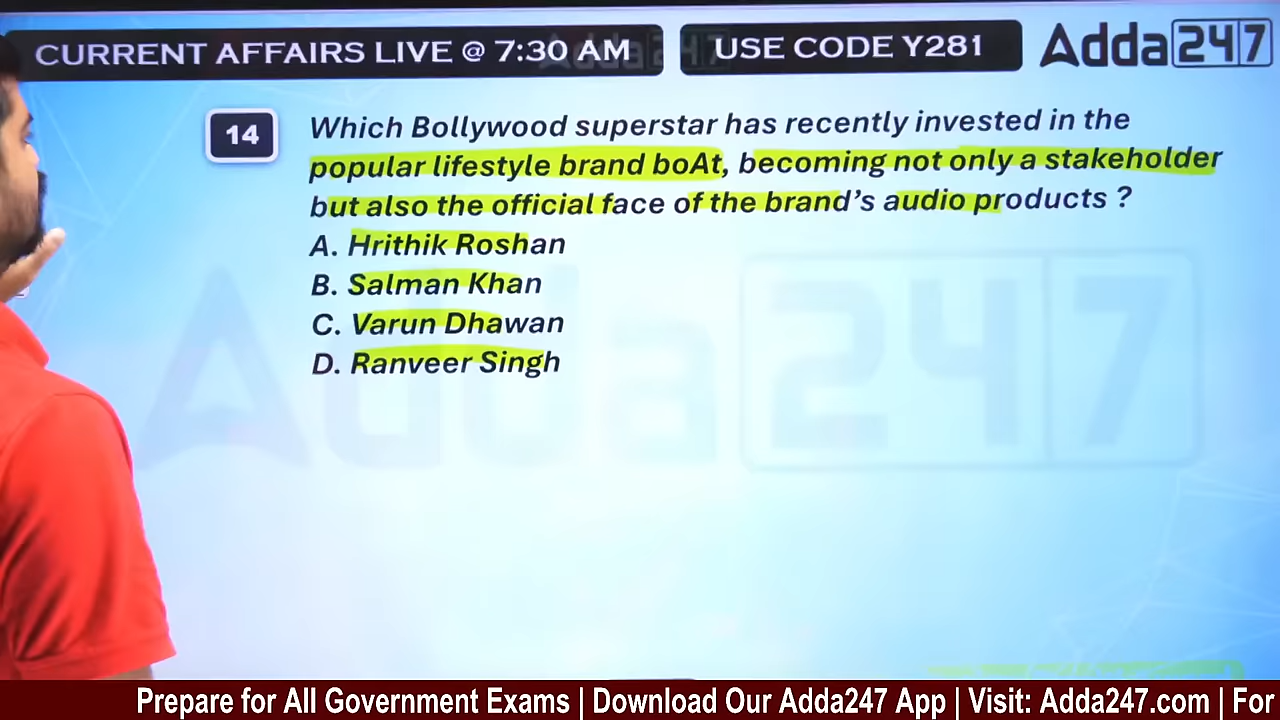 CURRENT AFFAIRS LIVE @ 7:30 AM
USE CODE Y281
Adda247
14
Which Bollywood superstar has recently invested in the
popular lifestyle brand boAt, becoming not only a stakeholder
but also the official face of the brand's audio products ?
A. Hrithik Roshan
B. Salman Khan
C. Varun Dhawan
D. Ranveer Singh
Adda247
Prepare for All Government Exams | Download Our Adda247 App | Visit: Adda247.com | For